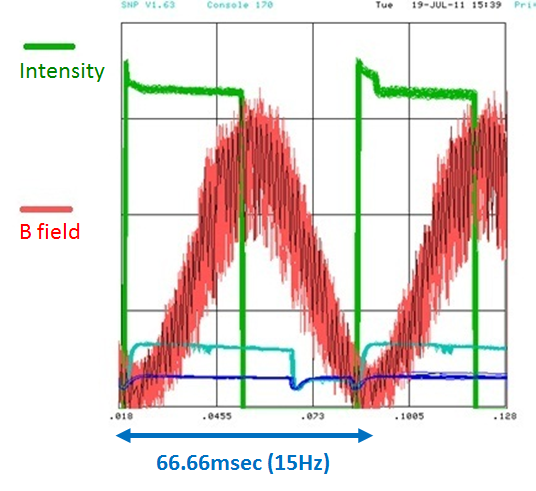 SNP V1.63 Console 170 Tue 19-JUL-11 15:39 Pri
Intensity
B field
.018 .0455 .073 .1005 .128
66.66msec (15Hz)